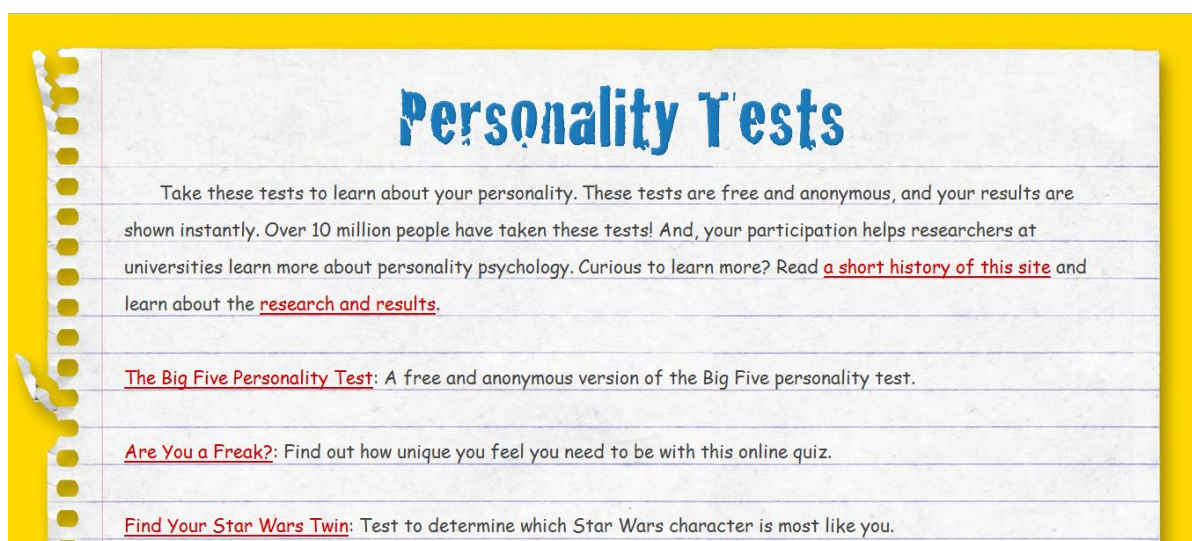 Personality Tests
Take these tests to learn about your personality. These tests are free and anonymous, and your results are
shown instantly. Over 10 million people have taken these tests! And, your participation helps researchers at
universities learn more about personality psychology. Curious to learn more? Read a short history of this site and
learn about the research and results.
The Big Five Personality Test: A free and anonymous version of the Big Five personality test.
Are You a Freak?: Find out how unique you feel you need to be with this online quiz.
Find Your Star Wars Twin: Test to determine which Star Wars character is most like you.